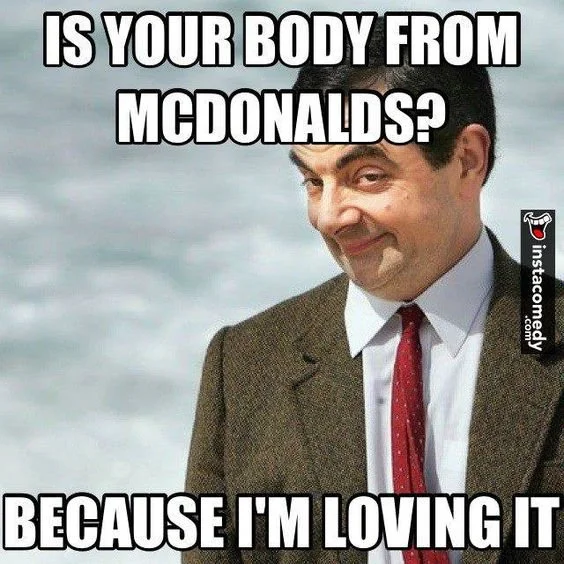 IS YOUR BODY FROM
MCDONALDS?
instacomedy
.com
BECAUSE I'M LOVING IT